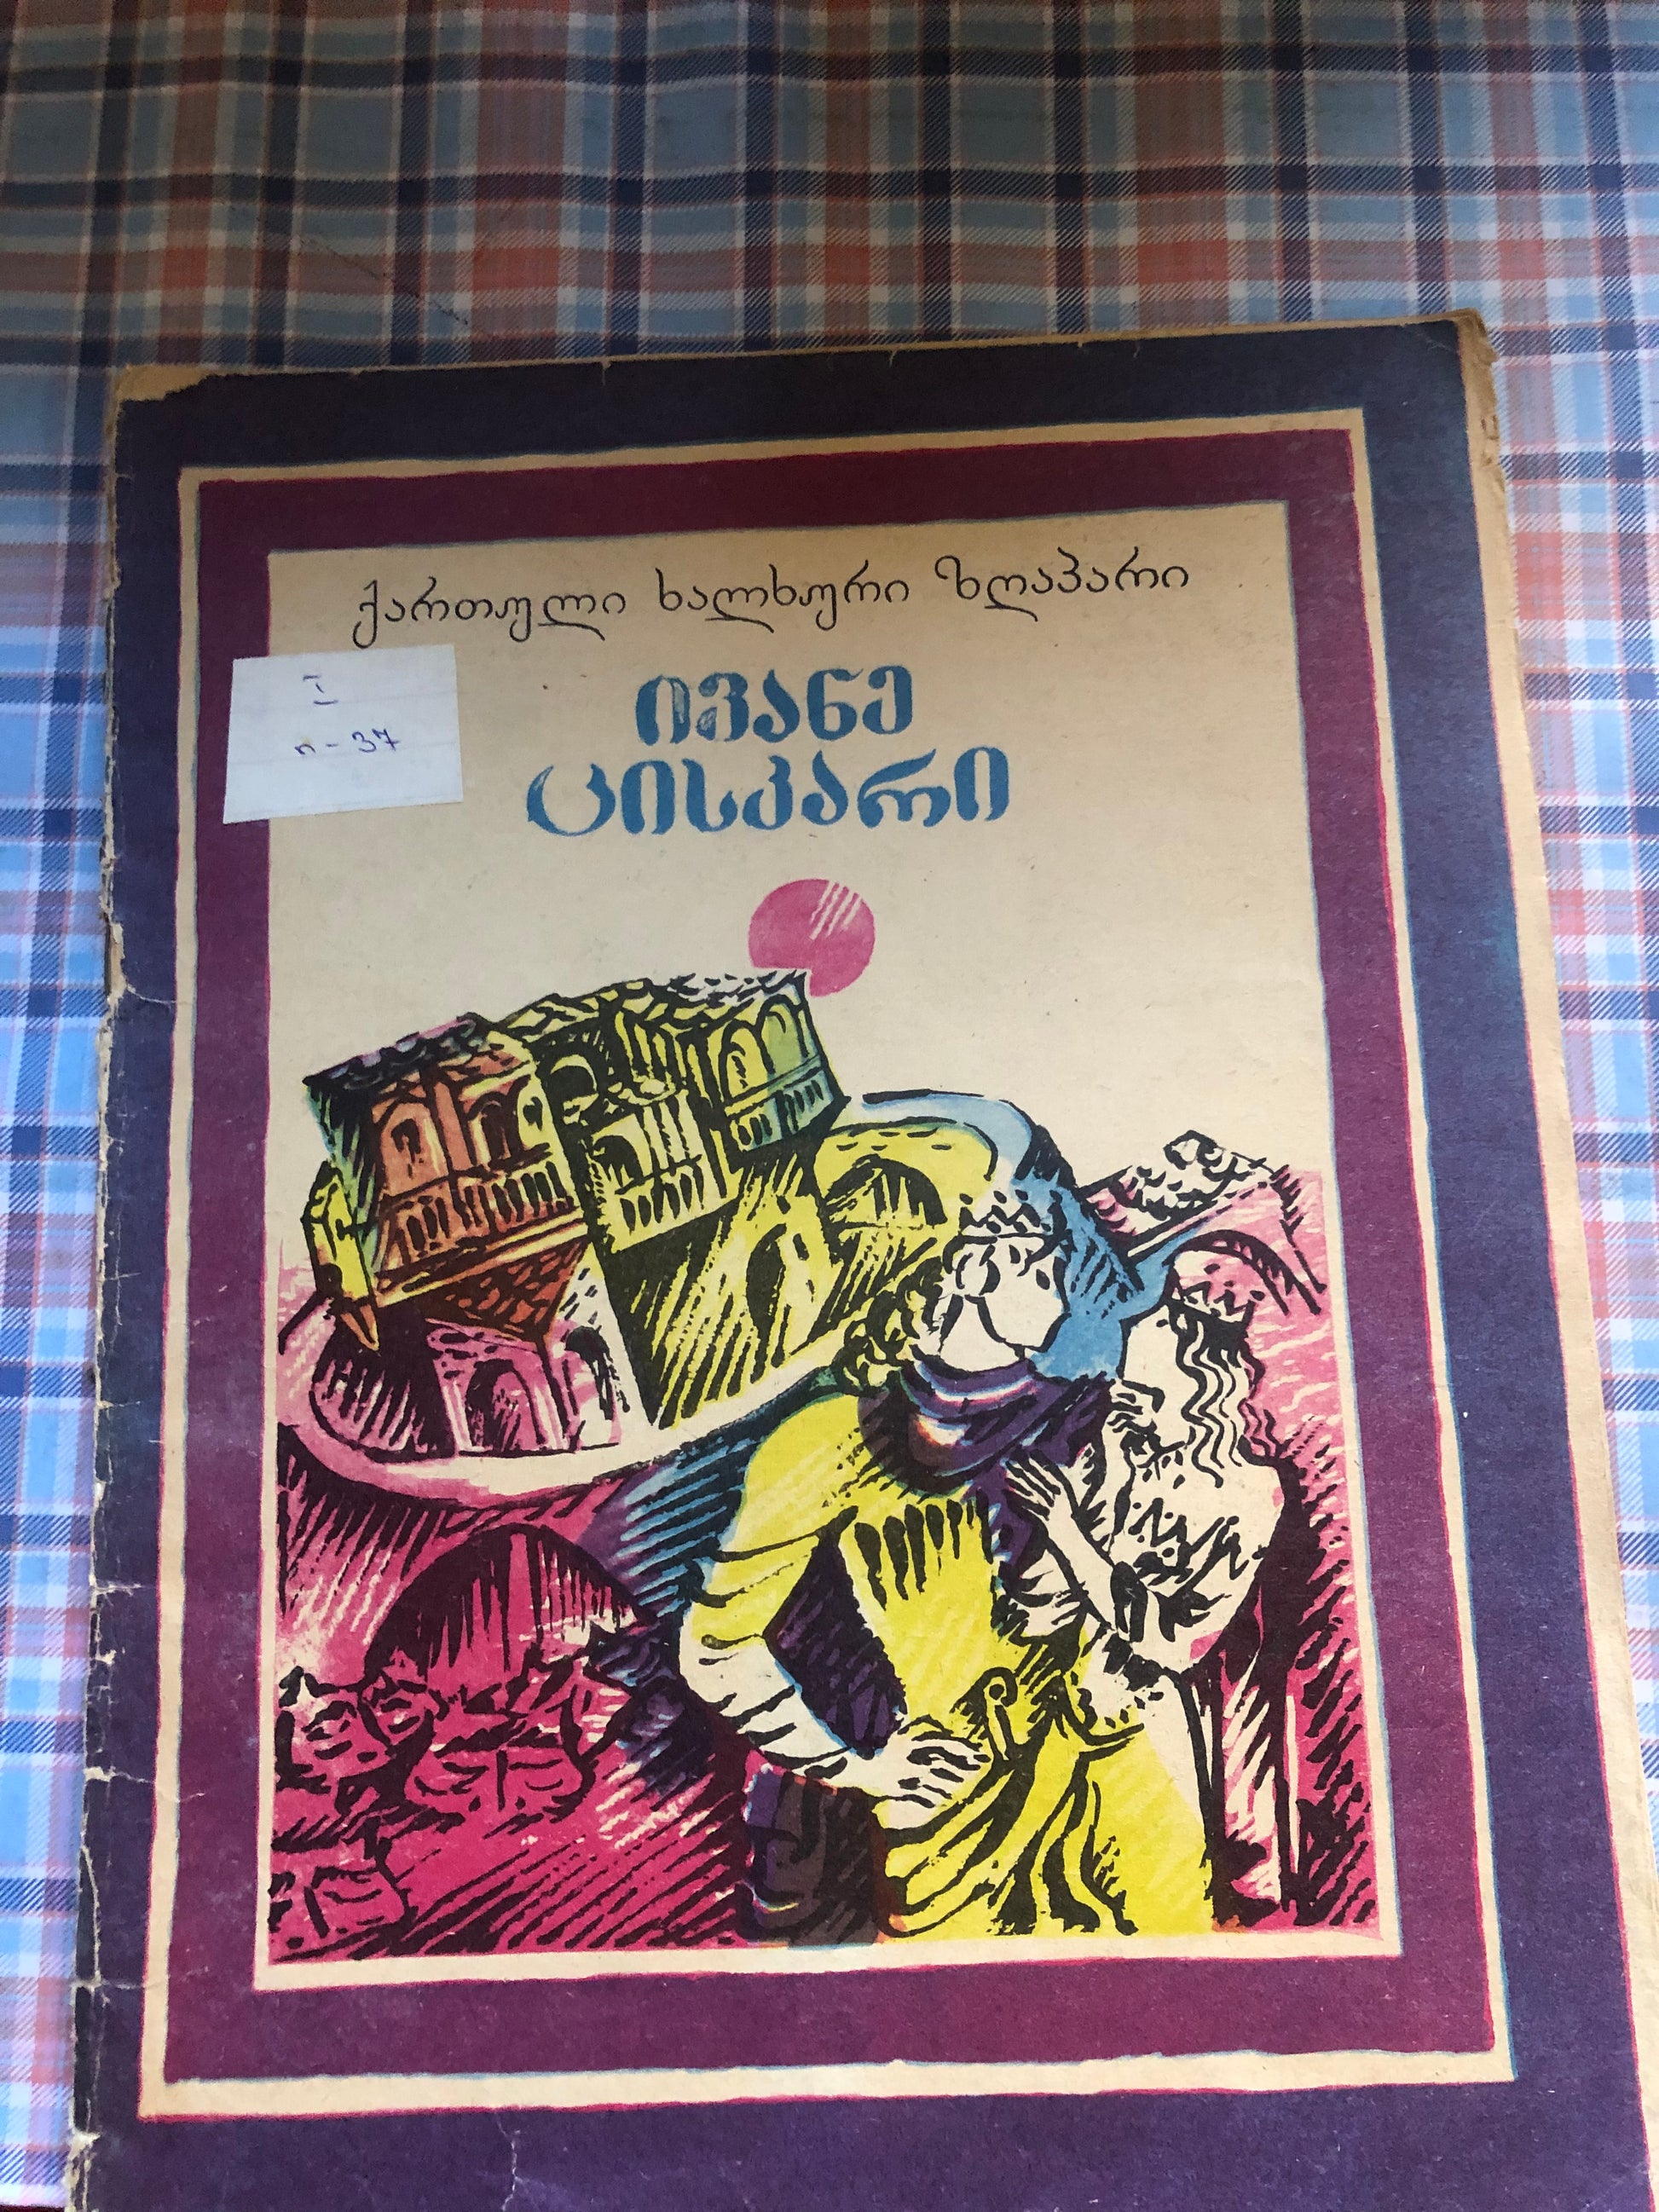 ქართული ხალხური ზღაპარი
I
ი - 37
ივანე
ცისკარი